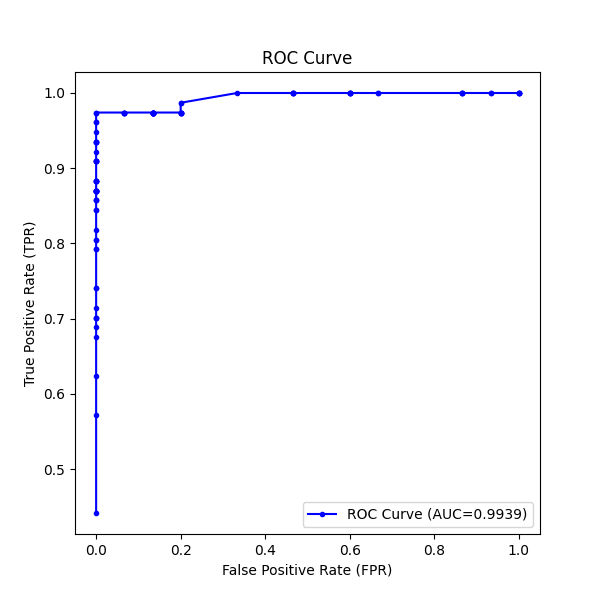 ROC Curve
1.0
0.9
0.8
0.7
0.6
0.5
True Positive Rate (TPR)
ROC Curve (AUC=0.9939)
0.0 0.2 0.4 0.6 0.8 1.0
False Positive Rate (FPR)